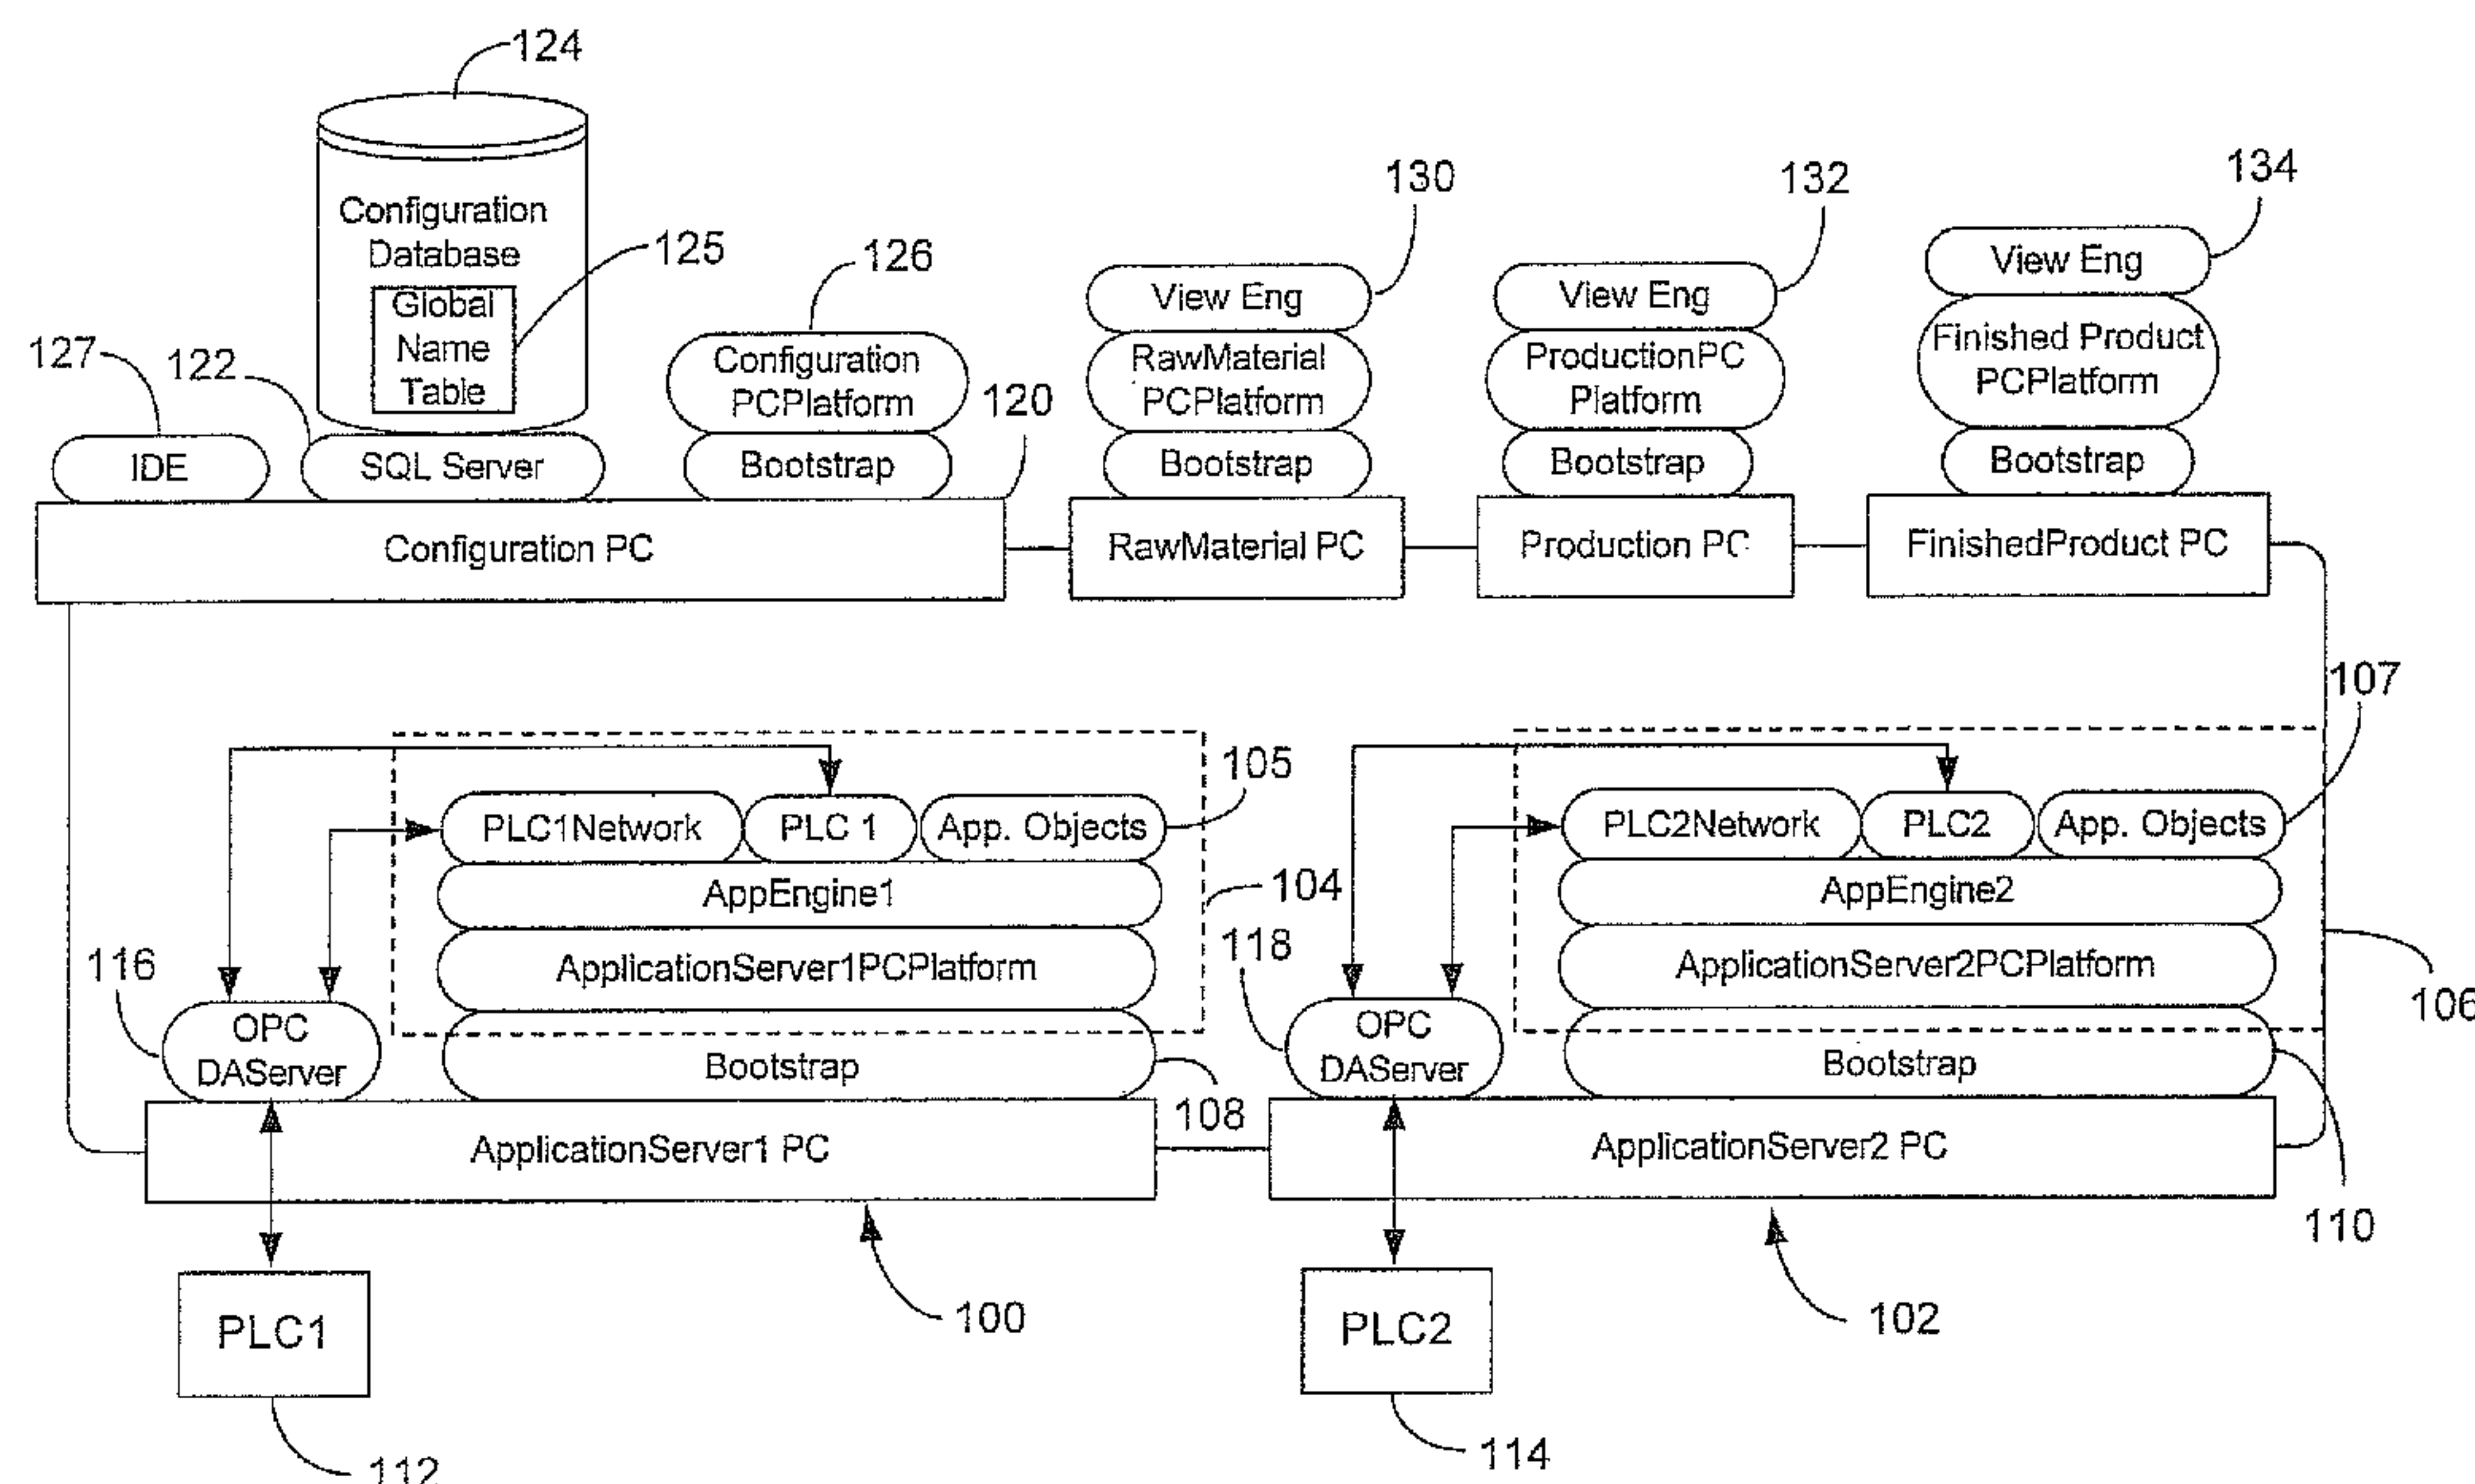 124
Configuration
Database
Global
Name
Table
125
126
127
122
130
132
134
View Eng
View Eng
View Eng
Configuration
PCPlatform
120
RawMaterial
PCPlatform
ProductionPC
Platform
Finished Product
PCPlatform
IDE
SQL Server
Bootstrap
Bootstrap
Bootstrap
Bootstrap
Configuration PC
RawMaterial PC
Production PC
FinishedProduct PC
107
105
PLC1Network
PLC 1
App. Objects
PLC2Network
PLC2
App. Objects
AppEngine1
104
AppEngine2
116
ApplicationServer1PCPlatform
118
ApplicationServer2PCPlatform
106
OPC
DAServer
Bootstrap
108
OPC
DAServer
Bootstrap
110
ApplicationServer1 PC
ApplicationServer2 PC
PLC1
100
PLC2
102
112
114